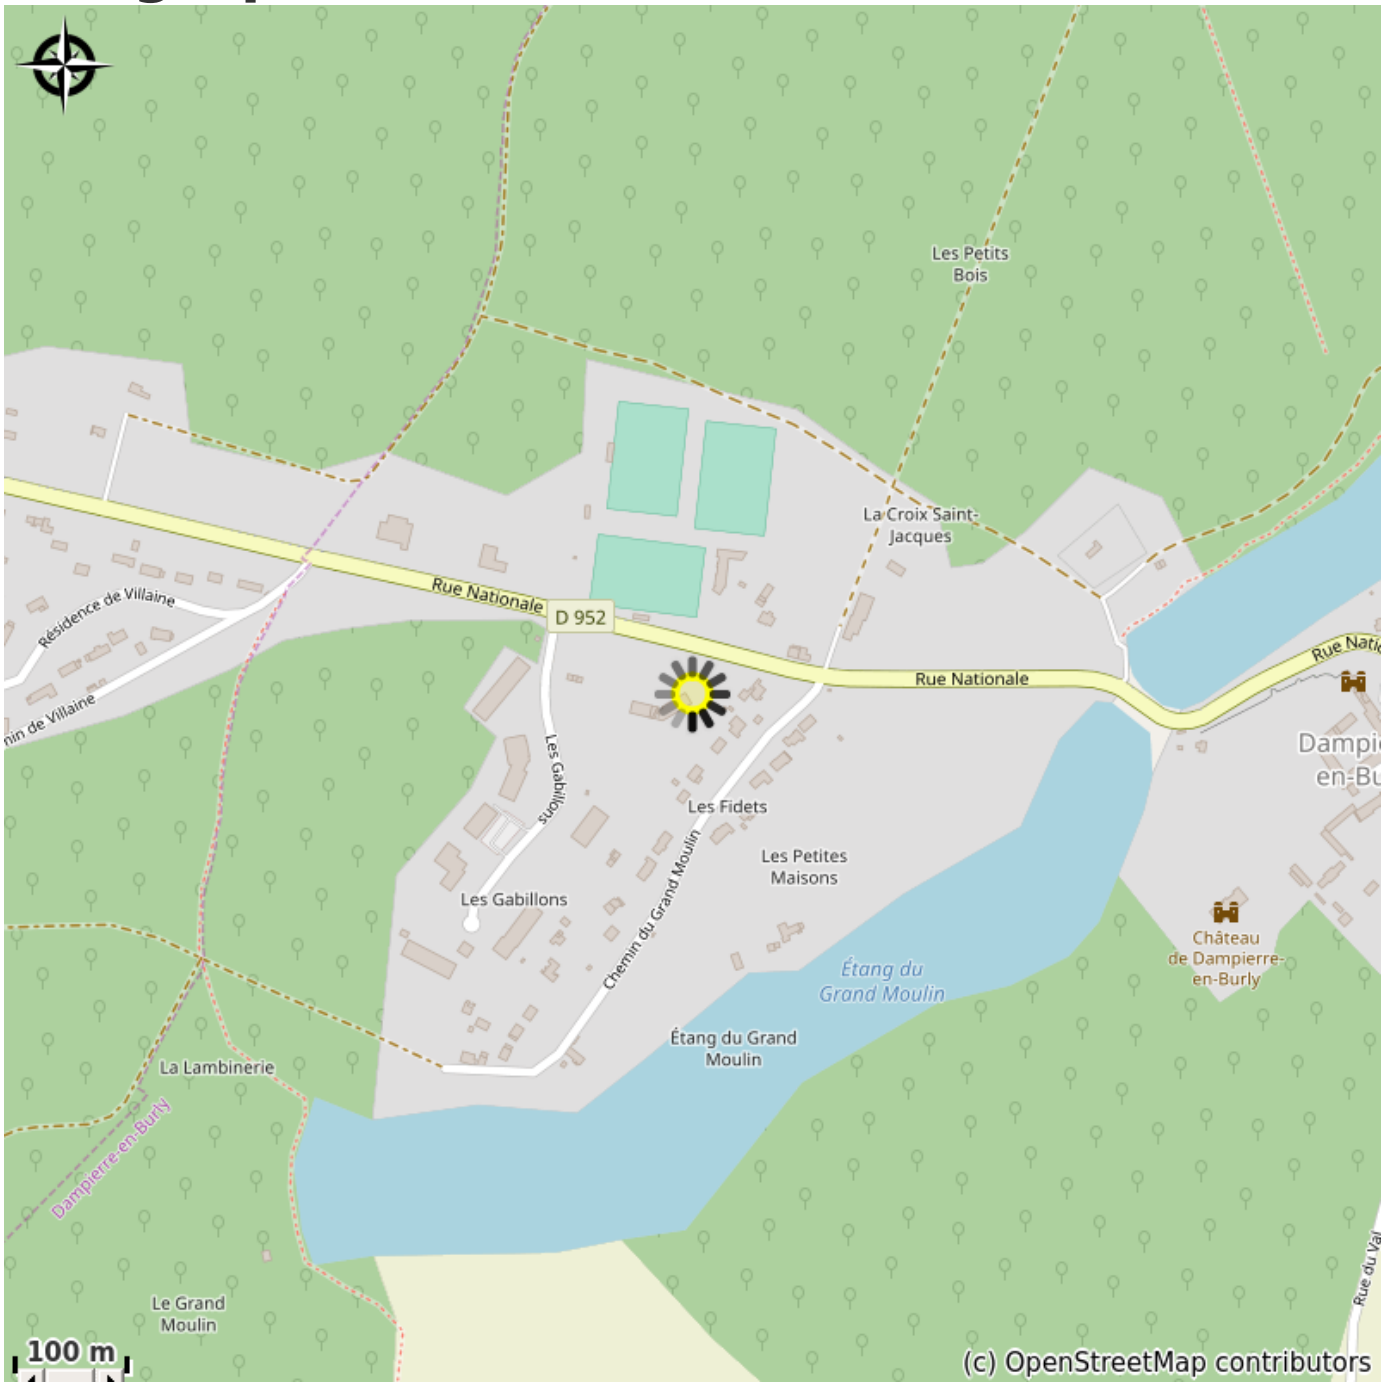 Les Petits
Bois
La Croix Saint-
Jacques
Rue Nationale
D 952
Résidence de Villaine
Rue Nationale
min de Villaine
Les Gabillons
Dampi
en-Bu
Les Fidets
Les Petites
Maisons
Les Gabillons
Chemin du Grand Moulin
Château
de Dampierre-
en-Burly
Étang du
Grand Moulin
Étang du Grand
Moulin
La Lambinerie
Dampierre-en-Burly
Rue du Val
Le Grand
Moulin
100 m
(c) OpenStreetMap contributors